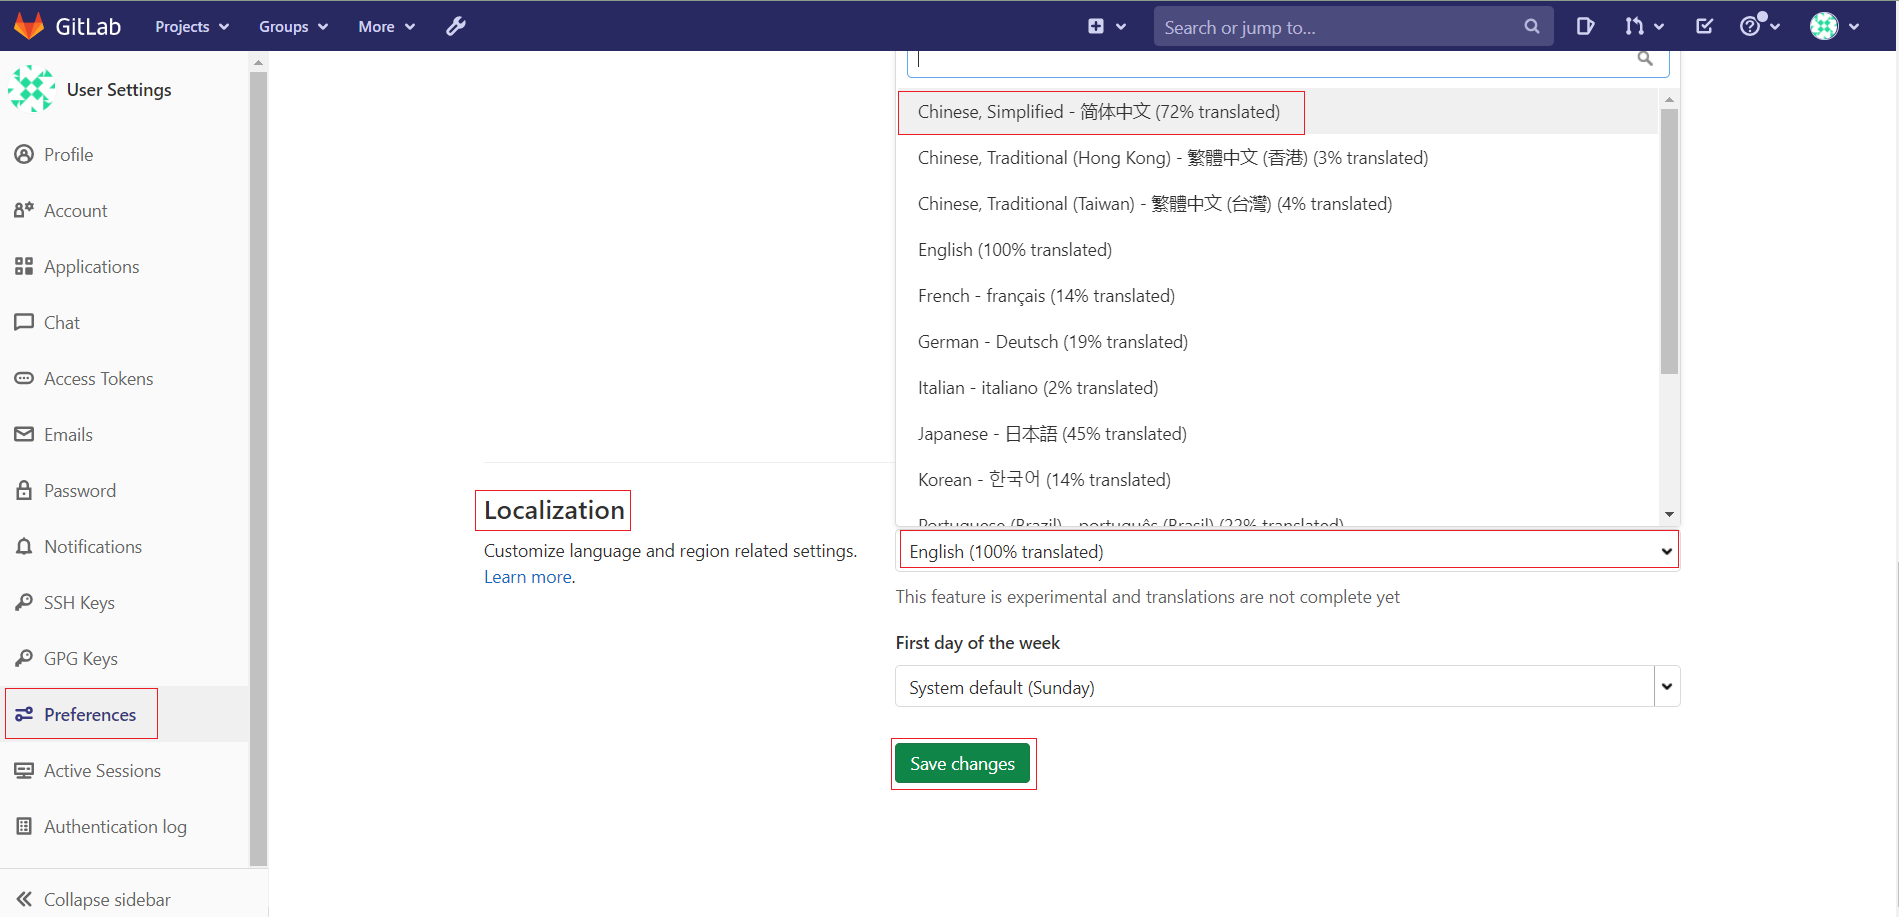 GitLab Projects Groups More Search or jump to...
User Settings
Profile
Account
Applications
Chat
Access Tokens
Emails
Password
Notifications
SSH Keys
GPG Keys
Preferences
Active Sessions
Authentication log
Collapse sidebar
Chinese, Simplified - 简体中文 (72% translated)
Chinese, Traditional (Hong Kong) - 繁體中文 (香港) (3% translated)
Chinese, Traditional (Taiwan) - 繁體中文 (台灣) (4% translated)
English (100% translated)
French - français (14% translated)
German - Deutsch (19% translated)
Italian - italiano (2% translated)
Japanese - 日本語 (45% translated)
Korean - 한국어 (14% translated)
Portuguese (Brazil) - português (Brasil) (22% translated)
Localization
Customize language and region related settings.
Learn more.
English (100% translated)
This feature is experimental and translations are not complete yet
First day of the week
System default (Sunday)
Save changes